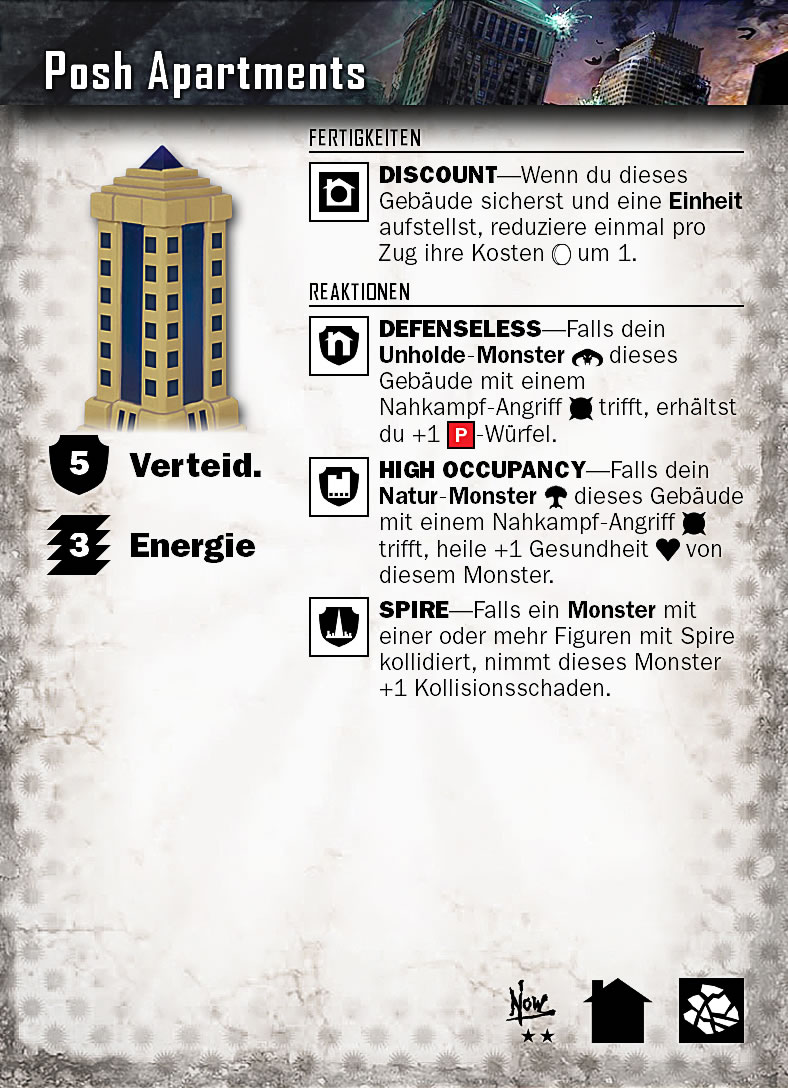 Posh Apartments
FERTIGKEITEN
DISCOUNT—Wenn du dieses
Gebäude sicherst und eine Einheit
aufstellst, reduziere einmal pro
Zug ihre Kosten um 1.
REAKTIONEN
DEFENSELESS—Falls dein
Unholde-Monster dieses
Gebäude mit einem
Nahkampf-Angriff trifft, erhältst
du +1 P-Würfel.
HIGH OCCUPANCY—Falls dein
Natur-Monster dieses Gebäude
mit einem Nahkampf-Angriff
trifft, heile +1 Gesundheit von
diesem Monster.
SPIRE—Falls ein Monster mit
einer oder mehr Figuren mit Spire
kollidiert, nimmt dieses Monster
+1 Kollisionsschaden.
5 Verteid.
3 Energie
Now